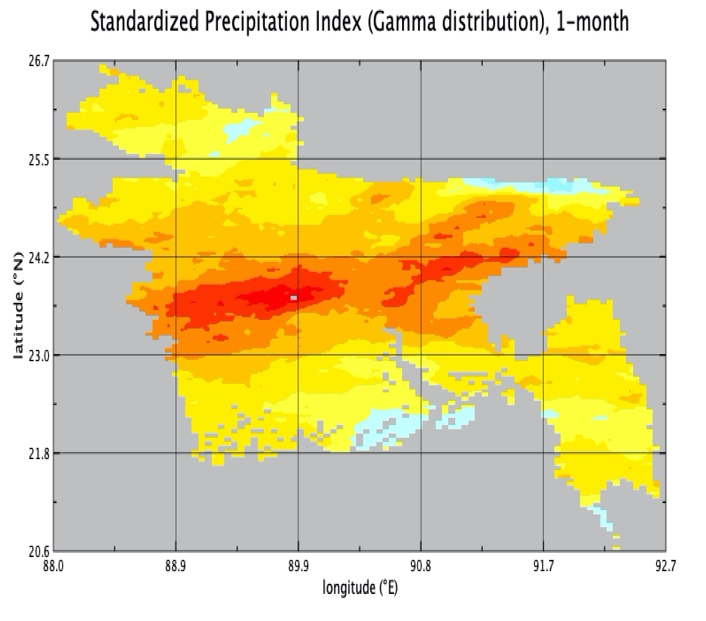 Standardized Precipitation Index (Gamma distribution), 1-month
26.7
25.5
24.2
23.0
21.8
20.6
latitude (°N)
88.0 88.9 89.9 90.8 91.7 92.7
longitude (°E)